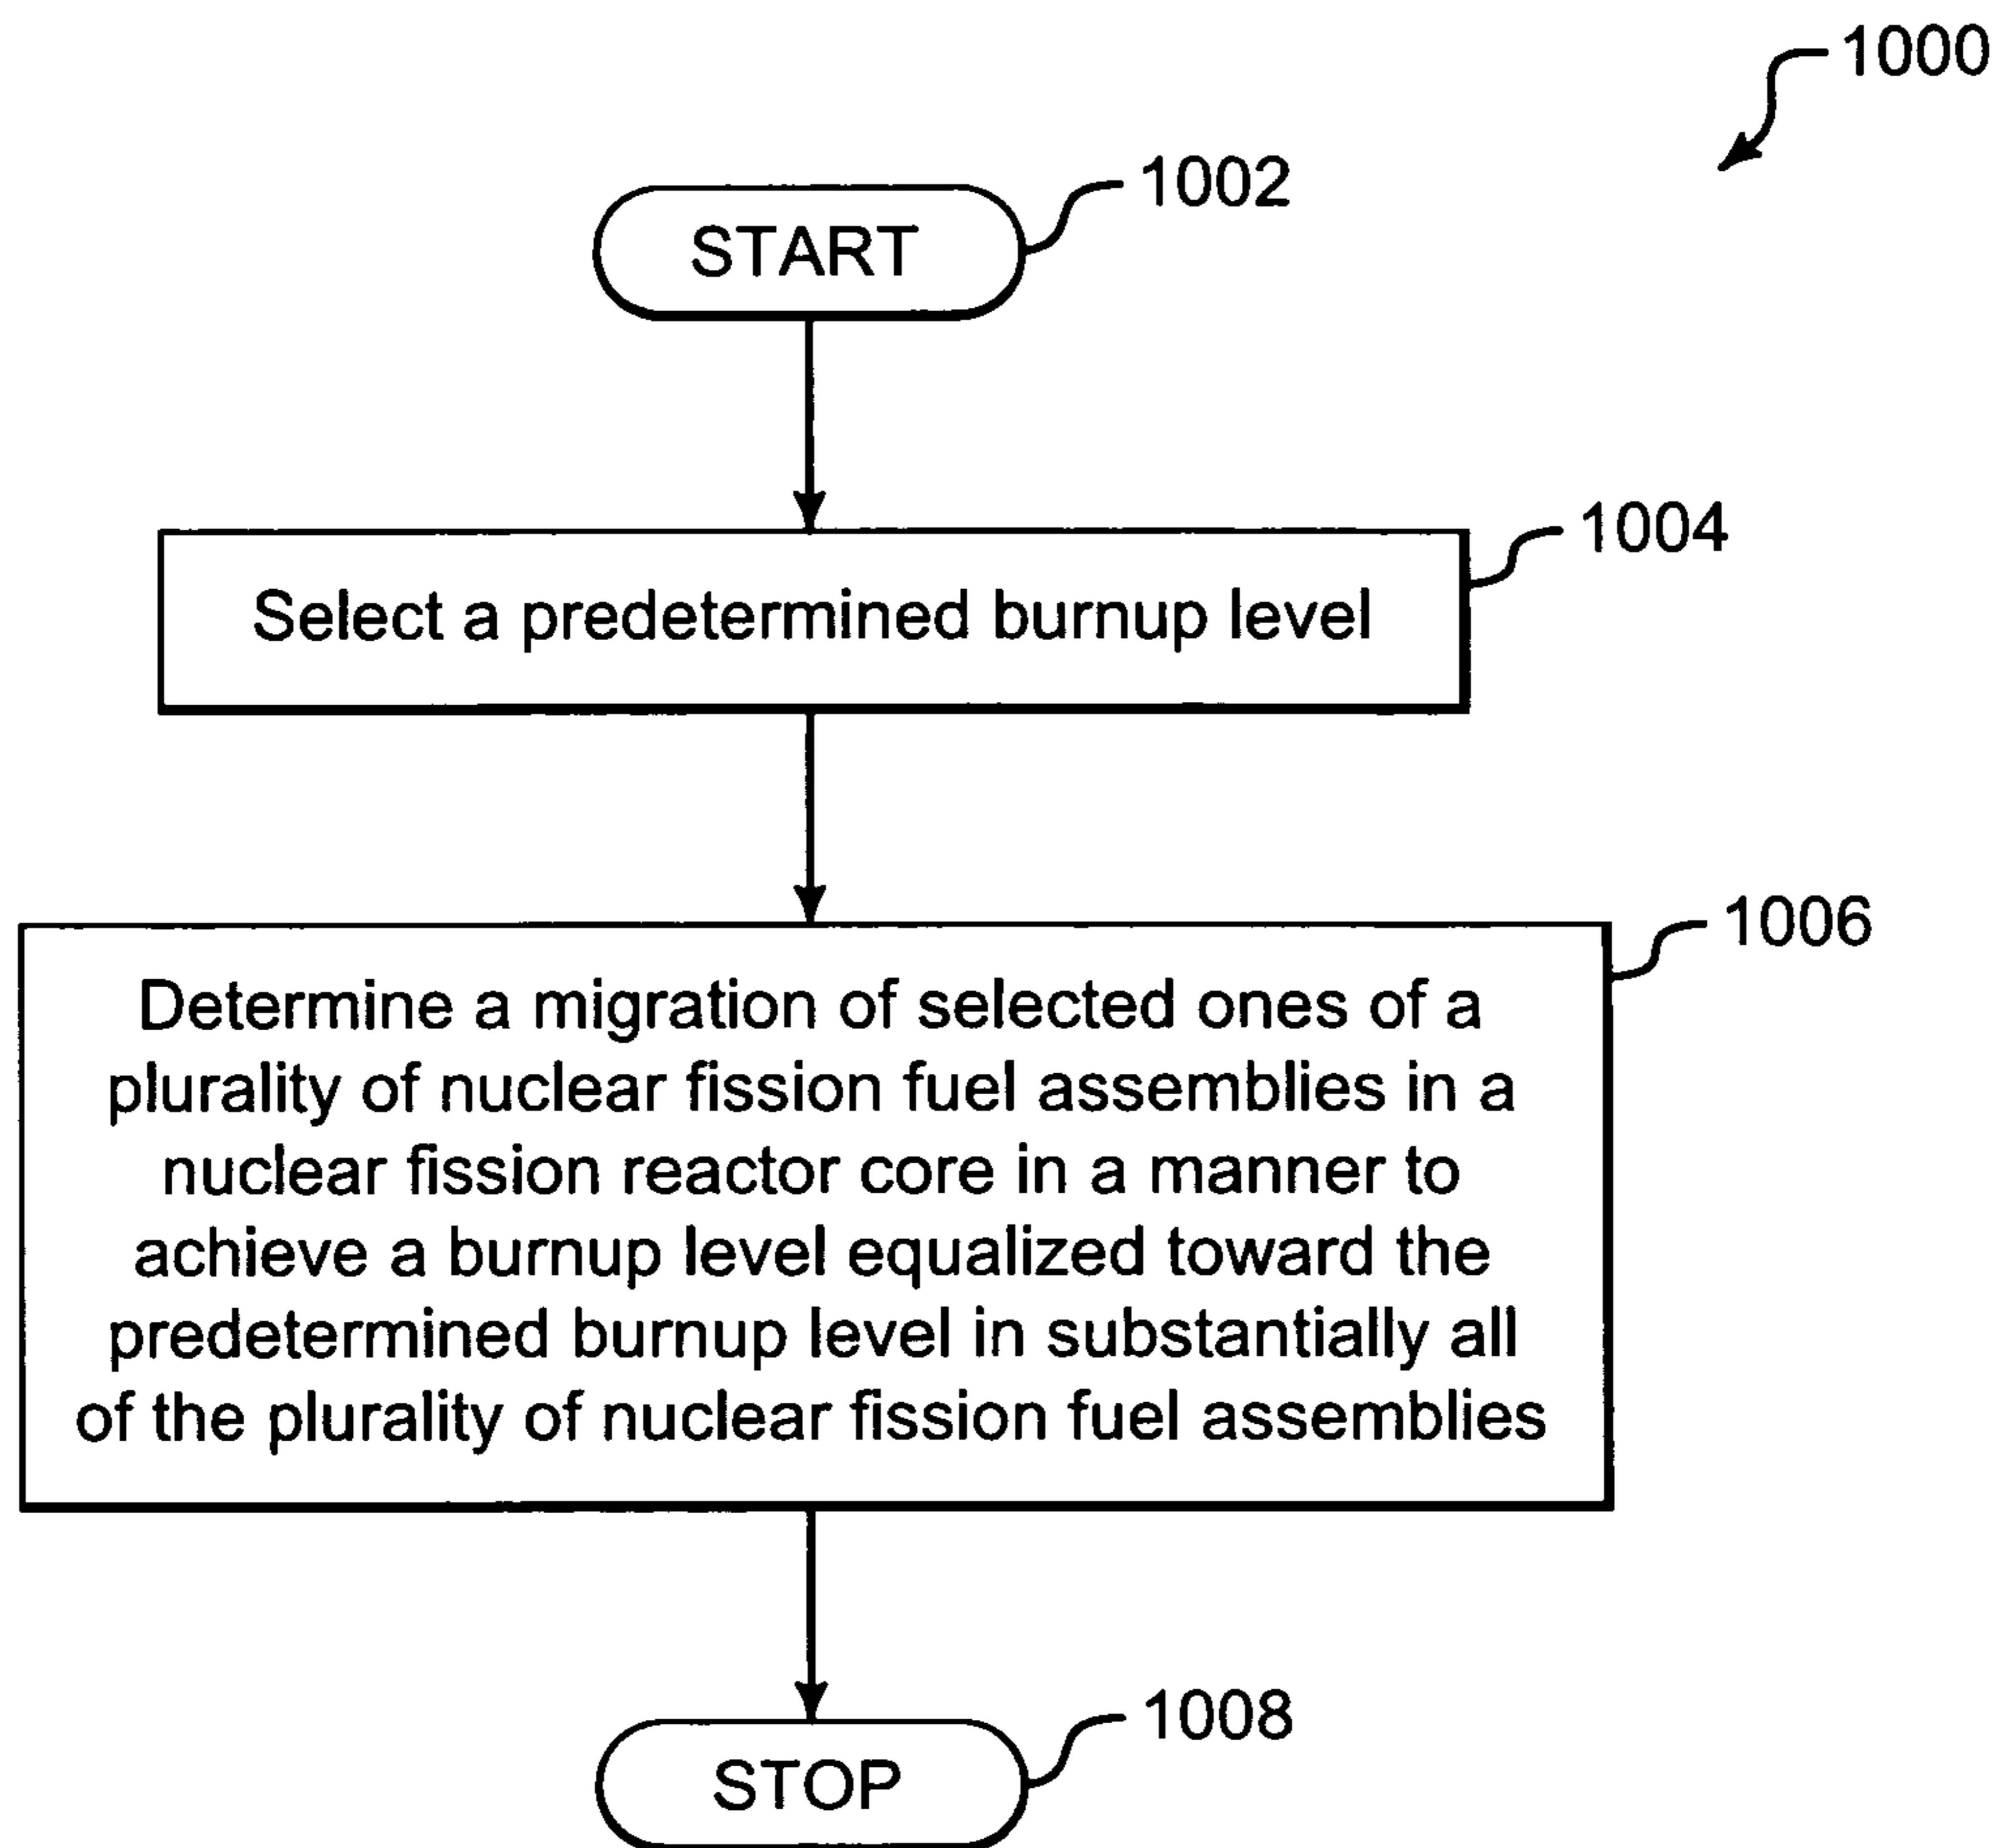 1000
1002
START
1004
Select a predetermined burnup level
1006
Determine a migration of selected ones of a
plurality of nuclear fission fuel assemblies in a
nuclear fission reactor core in a manner to
achieve a burnup level equalized toward the
predetermined burnup level in substantially all
of the plurality of nuclear fission fuel assemblies
1008
STOP